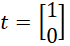 t = [1
0]